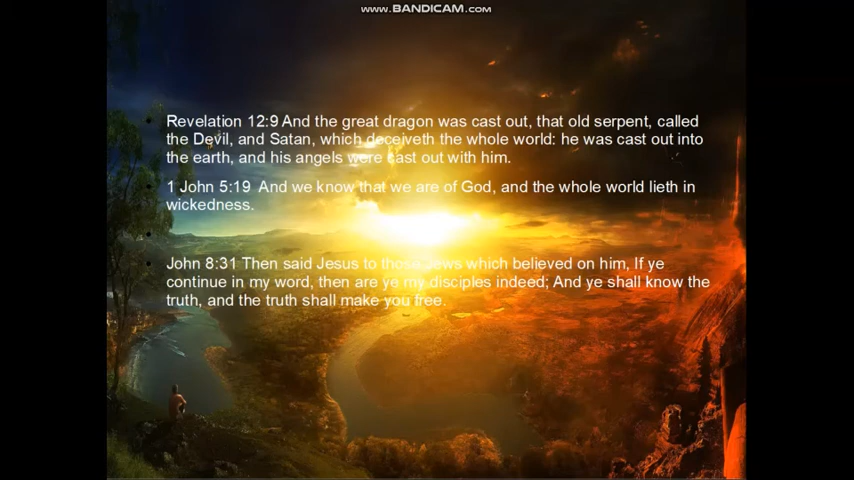 www.BANDICAM.com
Revelation 12:9 And the great dragon was cast out, that old serpent, called
the Devil, and Satan, which deceiveth the whole world: he was cast out into
the earth, and his angels were cast out with him.
1 John 5:19  And we know that we are of God, and the whole world lieth in
wickedness.
John 8:31 Then said Jesus to those Jews which believed on him, If ye
continue in my word, then are ye my disciples indeed; And ye shall know the
truth, and the truth shall make you free.